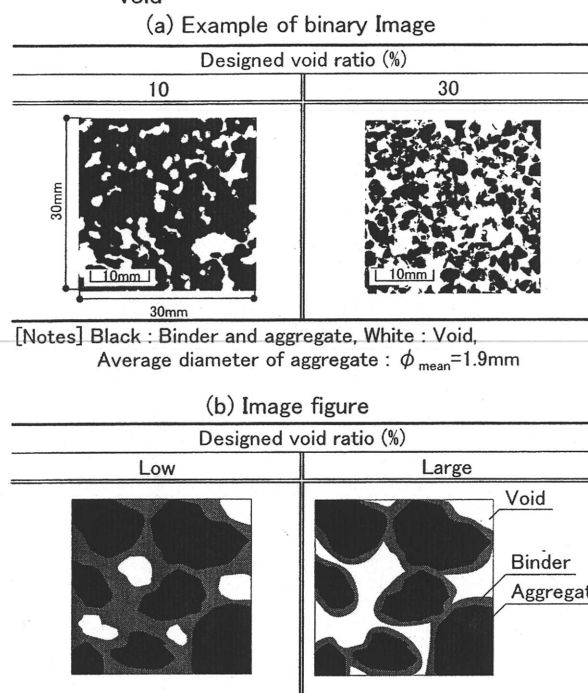 void
(a) Example of binary Image
Designed void ratio (%)
10
30
30mm
10mm
10mm
30mm
[Notes] Black : Binder and aggregate, White : Void,
Average diameter of aggregate : ϕmean=1.9mm
(b) Image figure
Designed void ratio (%)
Low
Large
Void
Binder
Aggregat